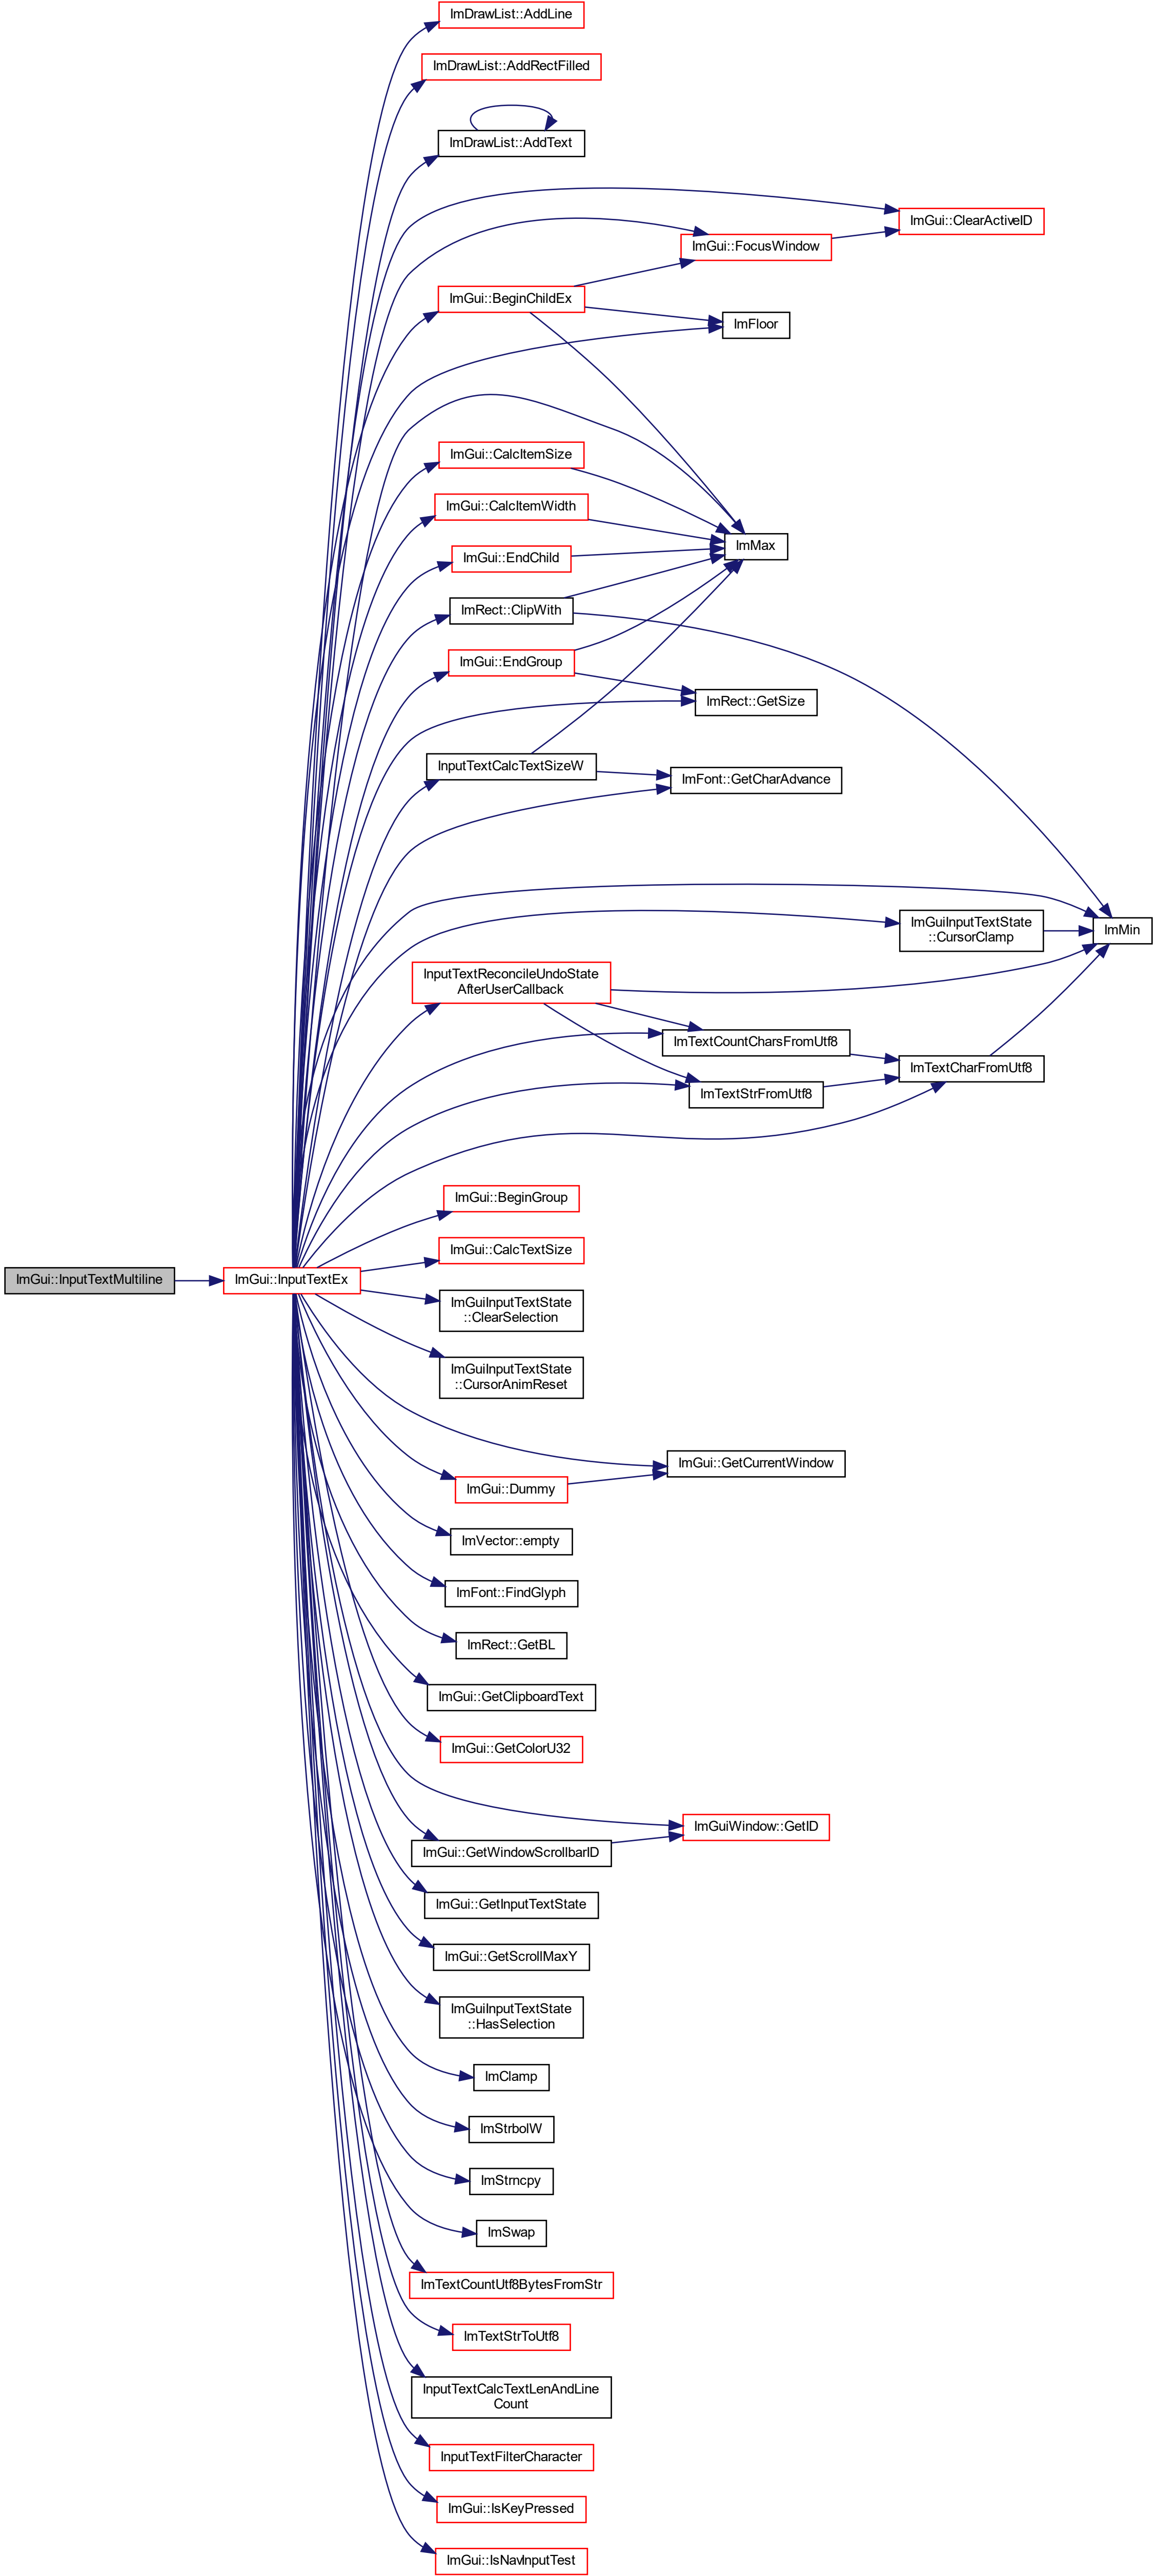 ImDrawList::AddLine
ImDrawList::AddRectFilled
ImDrawList::AddText
ImGui::ClearActiveID
ImGui::FocusWindow
ImGui::BeginChildEx
ImFloor
ImGui::CalcItemSize
ImGui::CalcItemWidth
ImMax
ImGui::EndChild
ImRect::ClipWith
ImGui::EndGroup
ImRect::GetSize
InputTextCalcTextSizeW
ImFont::GetCharAdvance
ImGuiInputTextState
::CursorClamp
ImMin
InputTextReconcileUndoState
AfterUserCallback
ImTextCountCharsFromUtf8
ImTextCharFromUtf8
ImTextStrFromUtf8
ImGui::BeginGroup
ImGui::CalcTextSize
ImGui::InputTextMultiline
ImGui::InputTextEx
ImGuiInputTextState
::ClearSelection
ImGuiInputTextState
::CursorAnimReset
ImGui::GetCurrentWindow
ImGui::Dummy
ImVector::empty
ImFont::FindGlyph
ImRect::GetBL
ImGui::GetClipboardText
ImGui::GetColorU32
ImGuiWindow::GetID
ImGui::GetWindowScrollbarID
ImGui::GetInputTextState
ImGui::GetScrollMaxY
ImGuiInputTextState
::HasSelection
ImClamp
ImStrbolW
ImStrncpy
ImSwap
ImTextCountUtf8BytesFromStr
ImTextStrToUtf8
InputTextCalcTextLenAndLine
Count
InputTextFilterCharacter
ImGui::IsKeyPressed
ImGui::IsNavInputTest